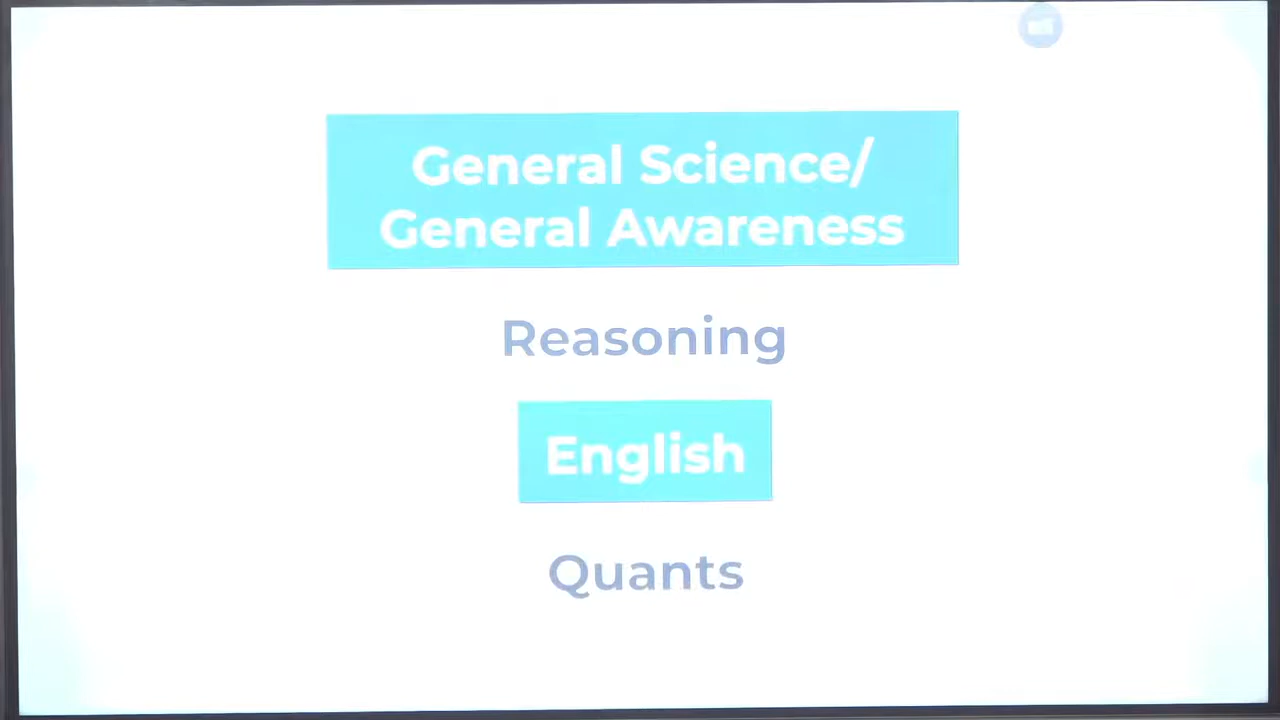 General Science/
General Awareness
Reasoning
English
Quants